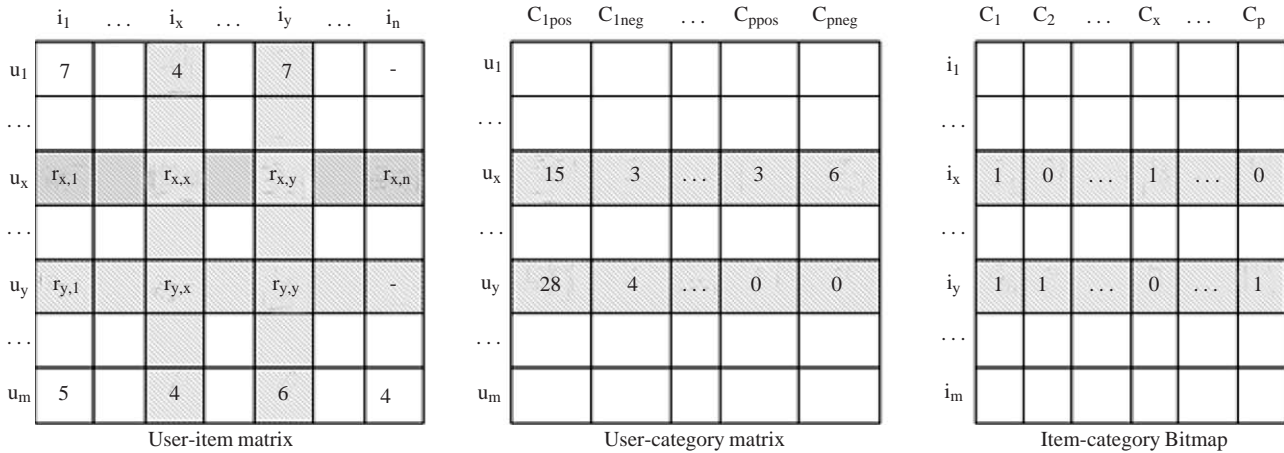 i1 ... ix ... iy ... in
u1 7 4 7 -
...
ux rx,1 rx,x rx,y rx,n
...
uy ry,1 ry,x ry,y -
...
um 5 4 6 4
User-item matrix
C1pos C1neg ... Cppos Cpneg
u1
...
ux 15 3 ... 3 6
...
uy 28 4 ... 0 0
...
um
User-category matrix
C1 C2 ... Cx ... Cp
i1
...
ix 1 0 ... 1 ... 0
...
iy 1 1 ... 0 ... 1
...
im
Item-category Bitmap